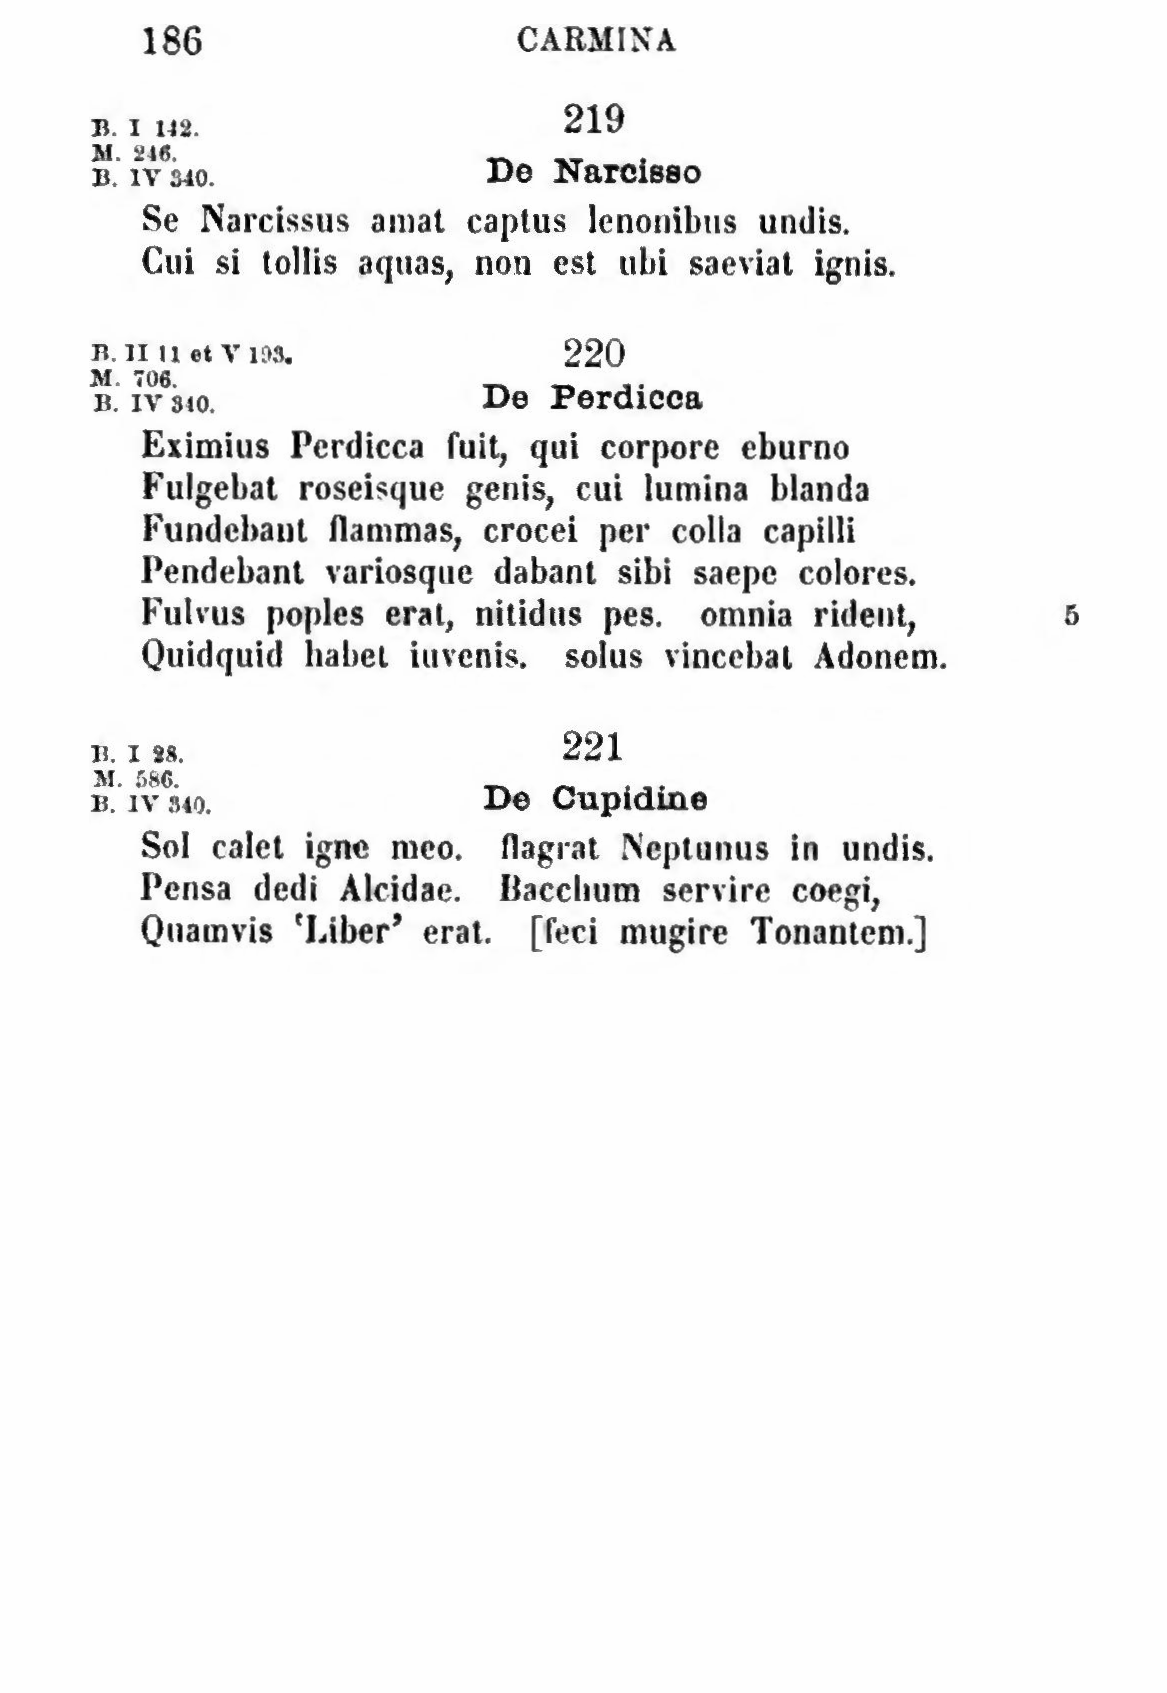 186 CARMINA
B. I 142.
219
M. 246.
B. IV 340.
De Narcisso
Se Narcissus amat captus lenonibus undis.
Cui si tollis aquas, non est ubi saeviat ignis.
B. II 11 et V 193.
220
M. 706.
B. IV 340.
De Perdicca
Eximius Perdicca fuit, qui corpore eburno
Fulgebat roseisque genis, cui lumina blanda
Fundebant flammas, crocei per colla capilli
Pendebant variosque dabant sibi saepe colores.
Fulvus poples erat, nitidus pes. omnia rident, 5
Quidquid habet iuvenis. solus vincebat Adonem.
B. I 28.
221
M. 586.
B. IV 340.
De Cupidine
Sol calet igne meo. flagrat Neptunus in undis.
Pensa dedi Alcidae. Bacchum servire coegi,
Quamvis ‘Liber’ erat. [feci mugire Tonantem.]